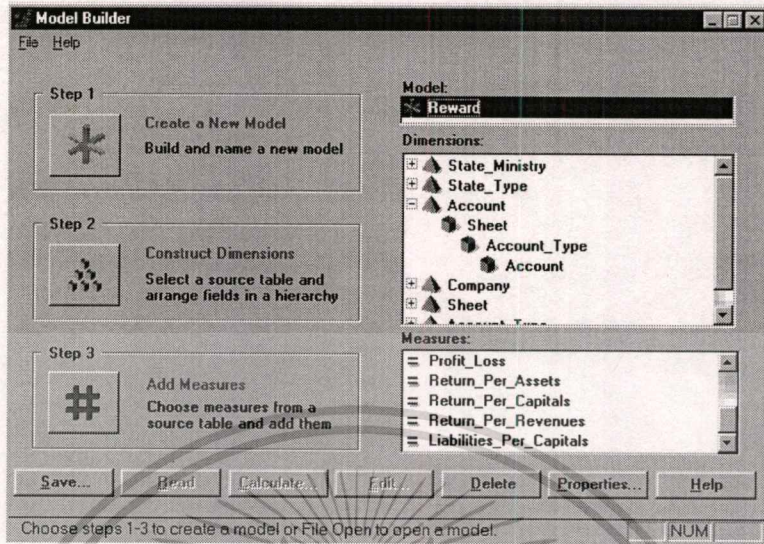 Model Builder
File Help
Step 1
Create a New Model
Build and name a new model
Step 2
Construct Dimensions
Select a source table and
arrange fields in a hierarchy
Step 3
Add Measures
Choose measures from a
source table and add them
Model:
Reward
Dimensions:
State_Ministry
State_Type
Account
Sheet
Account_Type
Account
Company
Sheet
Account_Type
Measures:
Profit_Loss
Return_Per_Assets
Return_Per_Capitals
Return_Per_Revenues
Liabilities_Per_Capitals
Save... Read Calculate... Edit... Delete Properties... Help
Choose steps 1-3 to create a model or File Open to open a model. NUM